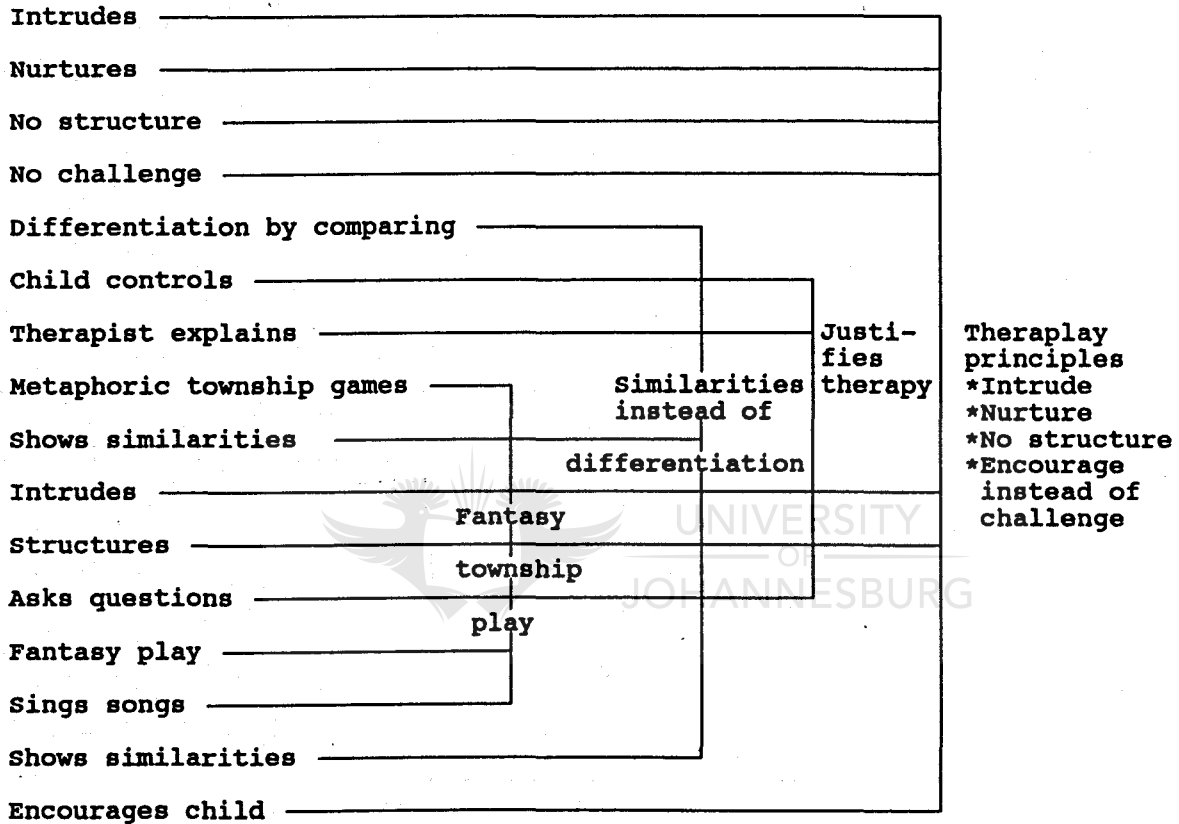 Intrudes
Nurtures
No structure
No challenge
Differentiation by comparing
Child controls
Therapist explains
Metaphoric township games
Shows similarities
Intrudes
Structures
Asks questions
Fantasy play
Sings songs
Shows similarities
Encourages child
Fantasy
township
play
Similarities
instead of
differentiation
Justi-
fies
therapy
Theraplay
principles
*Intrude
*Nurture
*No structure
*Encourage
instead of
challenge
UNIVERSITY
OF
JOHANNESBURG